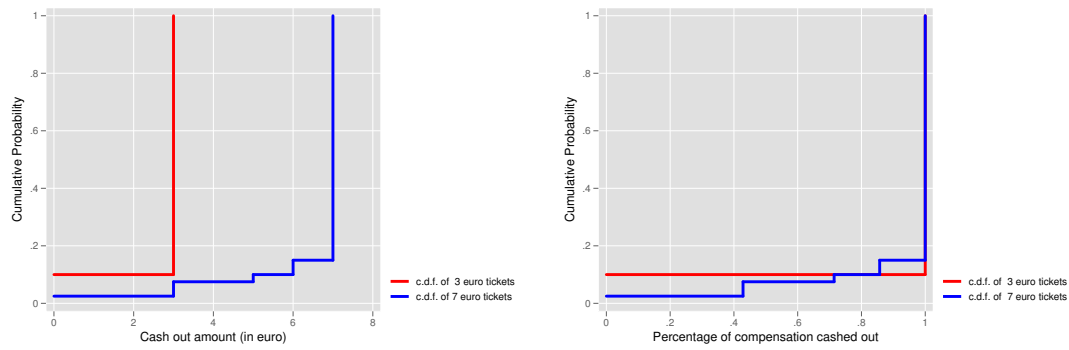 1
.8
.6
.4
.2
0
Cumulative Probability
0 2 4 6 8
Cash out amount (in euro)
c.d.f. of 3 euro tickets
c.d.f. of 7 euro tickets
1
.8
.6
.4
.2
0
Cumulative Probability
0 .2 .4 .6 .8 1
Percentage of compensation cashed out
c.d.f. of 3 euro tickets
c.d.f. of 7 euro tickets